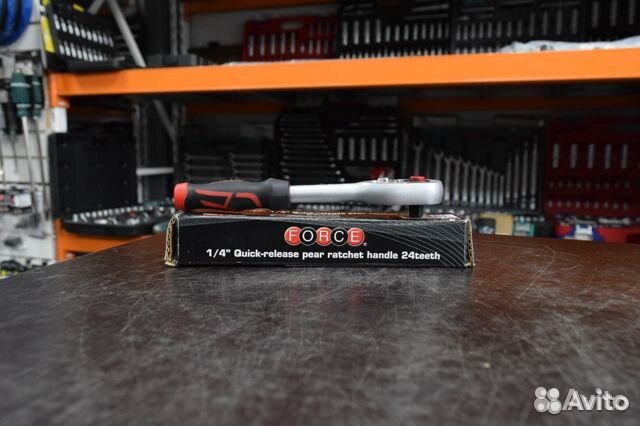 FORCE®
1/4" Quick-release pear ratchet handle 24teeth
Avito